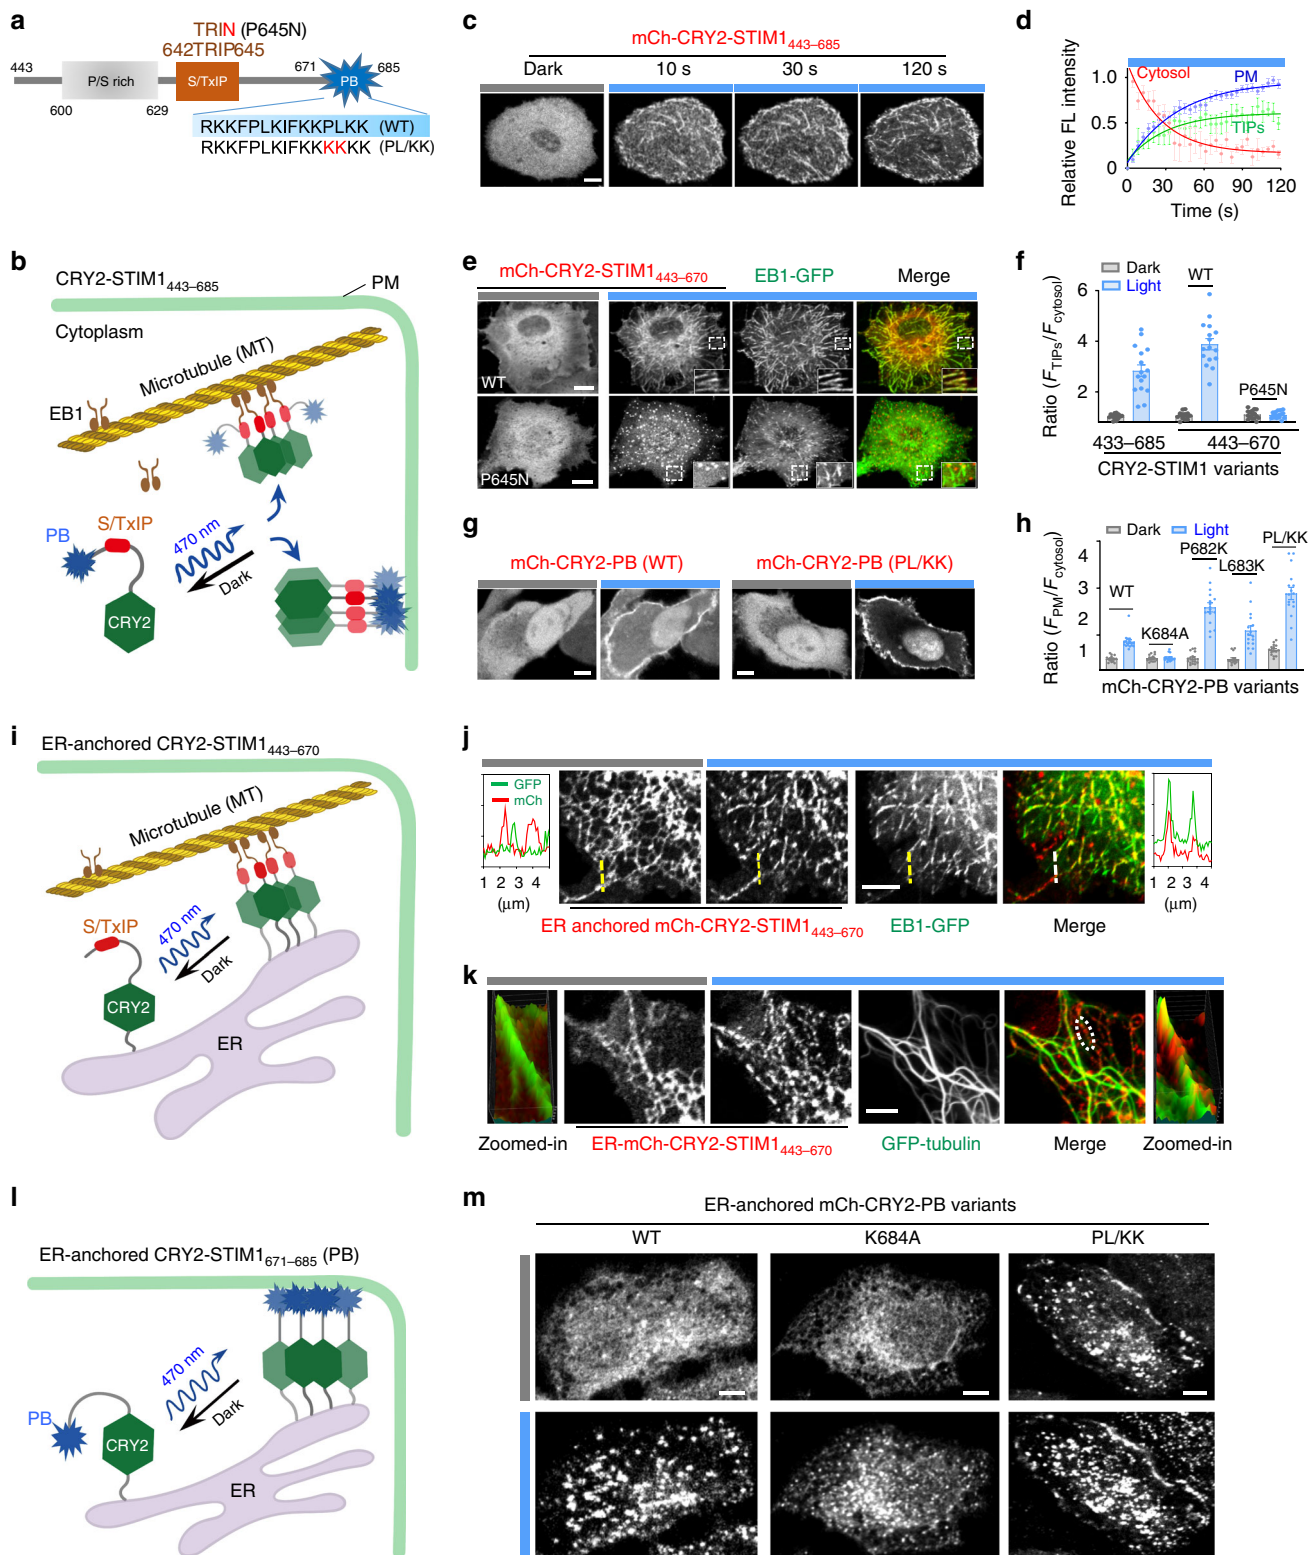 a
TRIN (P645N)
642TRIP645
443
P/S rich
S/TxIP
671
PB
685
600
629
RKKFPLKIFKKPLKK (WT)
RKKFPLKIFKKKKKK (PL/KK)
b
CRY2-STIM1443–685
PM
Cytoplasm
Microtubule (MT)
EB1
S/TxIP
PB
470 nm
Dark
CRY2
c
mCh-CRY2-STIM1443–685
Dark
10 s
30 s
120 s
d
Relative FL intensity
1.0
0.5
0
Cytosol
PM
TIPs
0 30 60 90 120
Time (s)
e
mCh-CRY2-STIM1443–670
EB1-GFP
Merge
WT
P645N
f
Dark
Light
WT
P645N
Ratio (FTIPs/Fcytosol)
6
4
2
433–685
443–670
CRY2-STIM1 variants
g
mCh-CRY2-PB (WT)
mCh-CRY2-PB (PL/KK)
h
Dark
Light
Ratio (FPM/Fcytosol)
4
3
2
1
WT
K684A
P682K
L683K
PL/KK
mCh-CRY2-PB variants
i
ER-anchored CRY2-STIM1443–670
Microtubule (MT)
S/TxIP
470 nm
Dark
CRY2
ER
j
GFP
mCh
1 2 3 4
(μm)
1 2 3 4
(μm)
ER anchored mCh-CRY2-STIM1443–670
EB1-GFP
Merge
k
Zoomed-in
ER-mCh-CRY2-STIM1443–670
GFP-tubulin
Merge
Zoomed-in
l
ER-anchored CRY2-STIM1671–685 (PB)
470 nm
Dark
PB
CRY2
ER
m
ER-anchored mCh-CRY2-PB variants
WT
K684A
PL/KK